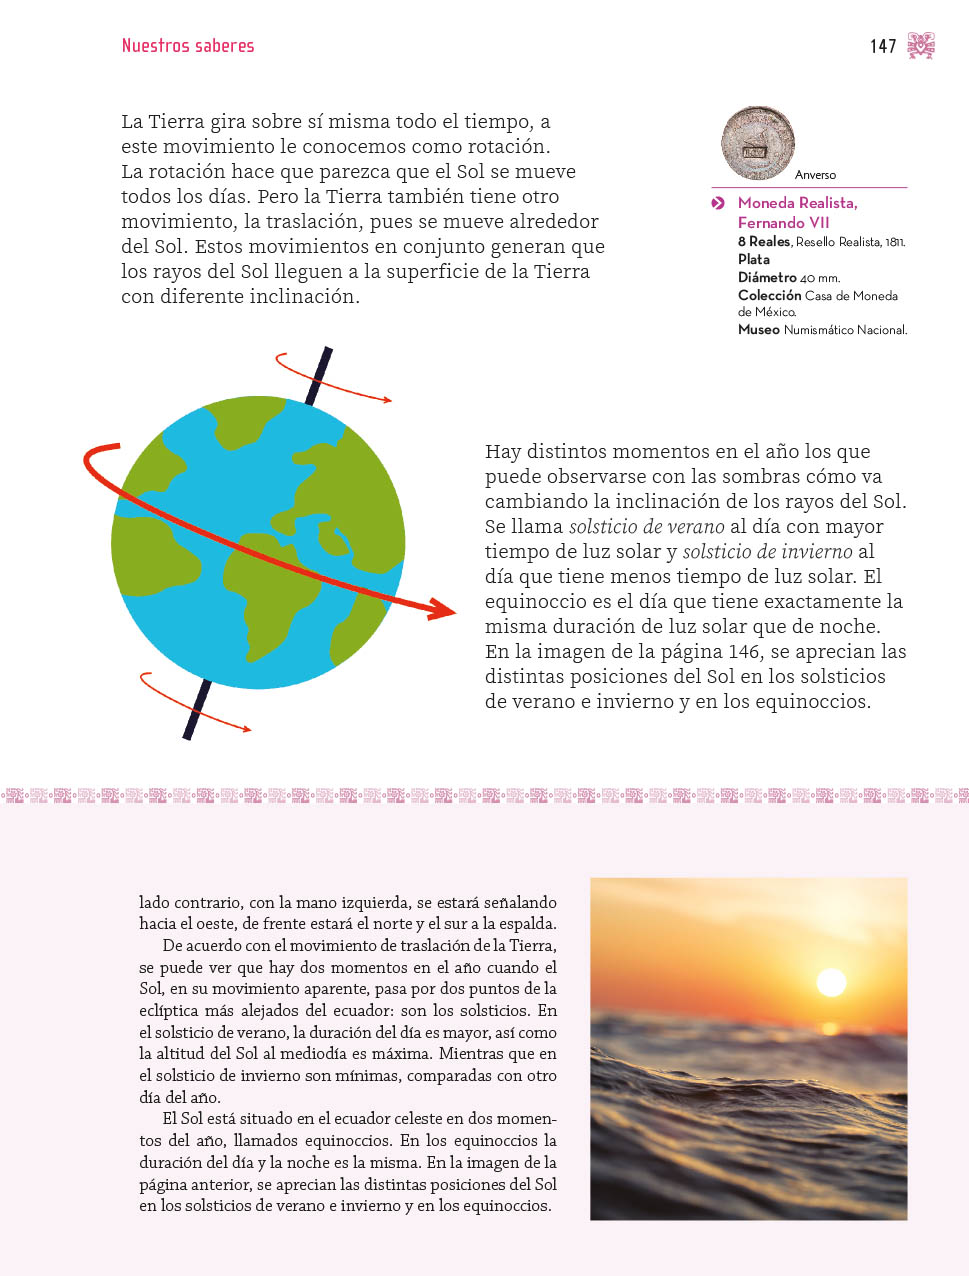 Nuestros saberes
147
La Tierra gira sobre sí misma todo el tiempo, a
este movimiento le conocemos como rotación.
La rotación hace que parezca que el Sol se mueve
todos los días. Pero la Tierra también tiene otro
movimiento, la traslación, pues se mueve alrededor
del Sol. Estos movimientos en conjunto generan que
los rayos del Sol lleguen a la superficie de la Tierra
con diferente inclinación.
Anverso
Moneda Realista,
Fernando VII
8 Reales, Resello Realista, 1811.
Plata
Diámetro 40 mm.
Colección Casa de Moneda
de México.
Museo Numismático Nacional.
Hay distintos momentos en el año los que
puede observarse con las sombras cómo va
cambiando la inclinación de los rayos del Sol.
Se llama solsticio de verano al día con mayor
tiempo de luz solar y solsticio de invierno al
día que tiene menos tiempo de luz solar. El
equinoccio es el día que tiene exactamente la
misma duración de luz solar que de noche.
En la imagen de la página 146, se aprecian las
distintas posiciones del Sol en los solsticios
de verano e invierno y en los equinoccios.
lado contrario, con la mano izquierda, se estará señalando
hacia el oeste, de frente estará el norte y el sur a la espalda.
De acuerdo con el movimiento de traslación de la Tierra,
se puede ver que hay dos momentos en el año cuando el
Sol, en su movimiento aparente, pasa por dos puntos de la
eclíptica más alejados del ecuador: son los solsticios. En
el solsticio de verano, la duración del día es mayor, así como
la altitud del Sol al mediodía es máxima. Mientras que en
el solsticio de invierno son mínimas, comparadas con otro
día del año.
El Sol está situado en el ecuador celeste en dos momen-
tos del año, llamados equinoccios. En los equinoccios la
duración del día y la noche es la misma. En la imagen de la
página anterior, se aprecian las distintas posiciones del Sol
en los solsticios de verano e invierno y en los equinoccios.